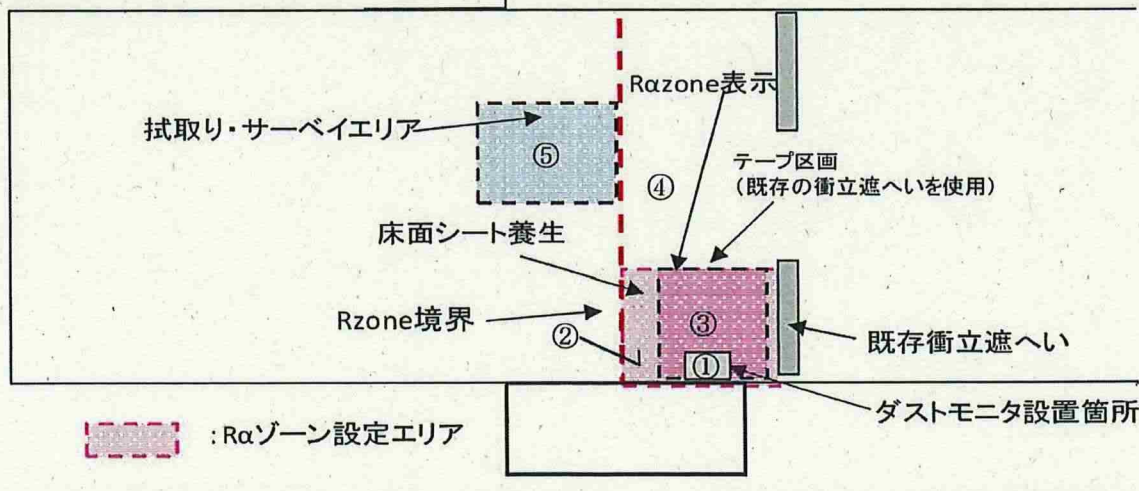 Rαzone表示
拭取り・サーベイエリア
⑤
テープ区画
(既存の衝立遮へいを使用)
④
床面シート養生
Rzone境界
②
③
①
既存衝立遮へい
ダストモニタ設置箇所
:Rαゾーン設定エリア